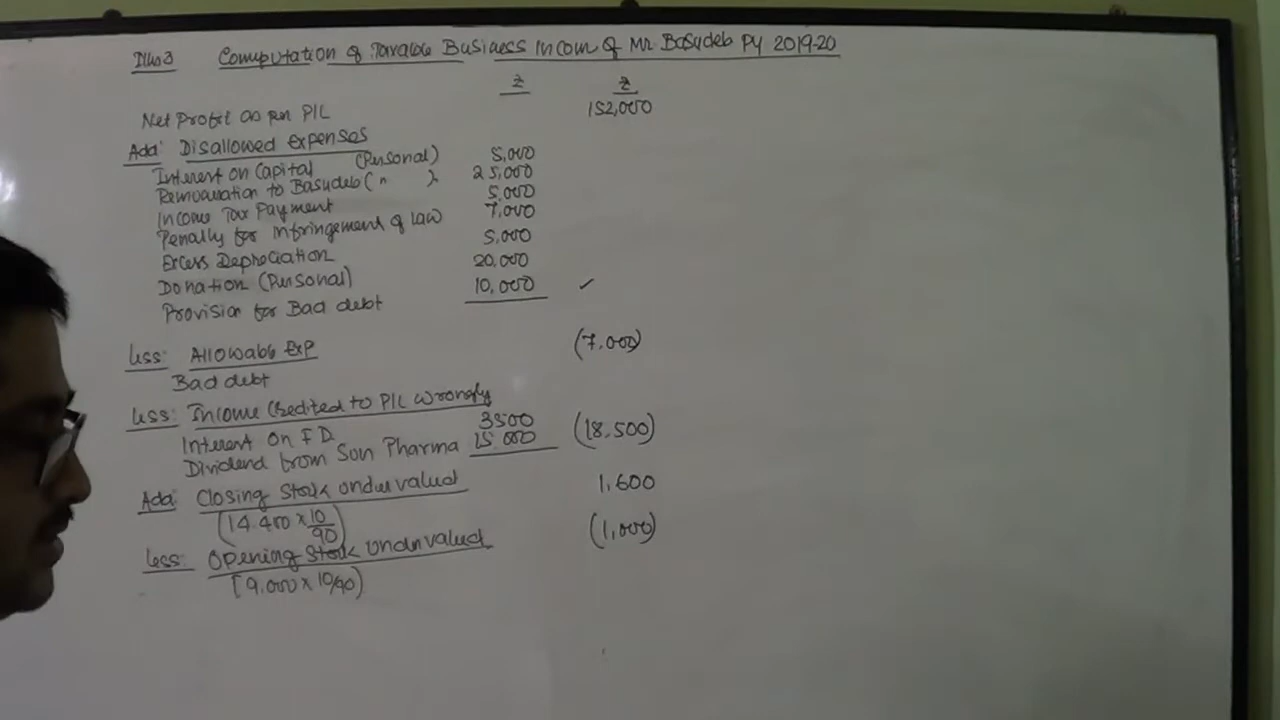 Illus 3 Computation of Taxable Business Incom of Mr Basudeb PY 2019-20
₹ ₹
Net Profit as per P/L 152,000
Add: Disallowed expenses
Interest on Capital (Personal) 5,000
Remuneration to Basudeb ( " ) 25,000
Income Tax Payment 5,000
Penalty for infringement of law 7,000
Excess Depreciation 5,000
Donation (Personal) 20,000
Provision for Bad debt 10,000 ✓
Less: Allowable Exp (7,000)
Bad debt
Less: Income Credited to P/L wrongly
Interest on FD 3500
Dividend from Sun Pharma 15.000 (18,500)
Add: Closing Stock undervalued 1,600
(14.400 × 10/90)
Less: Opening Stock undervalued (1,000)
[9,000 × 10/90)